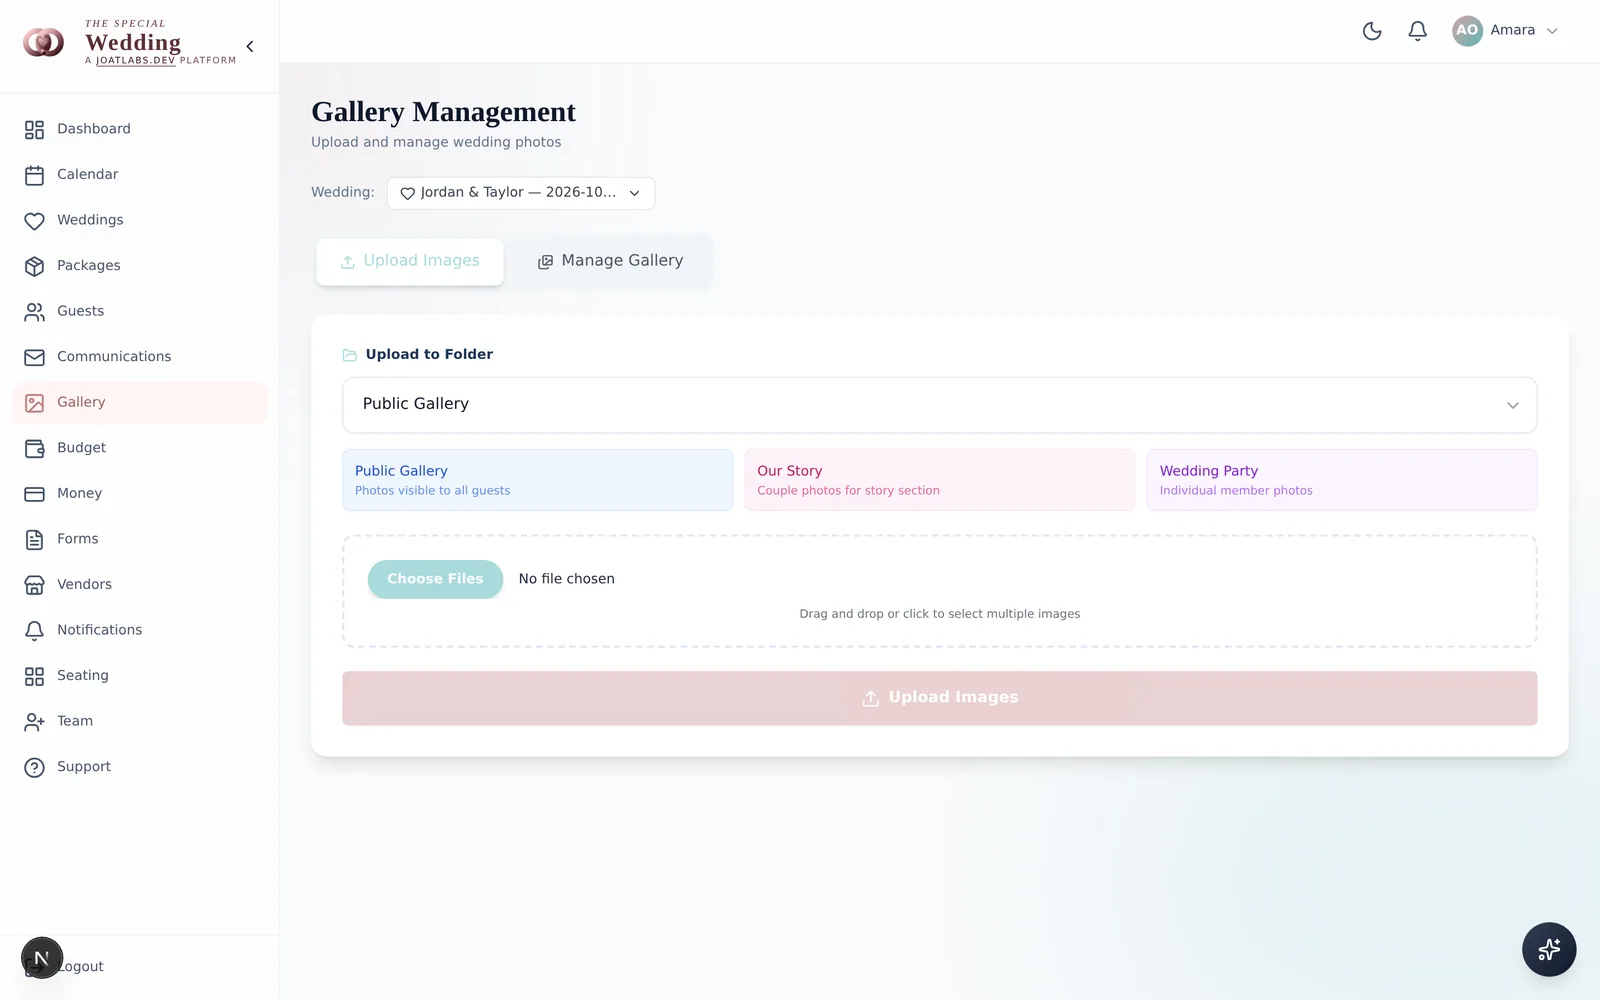 THE SPECIAL
Wedding
A JOATLABS.DEV PLATFORM
AO
Amara
Dashboard
Calendar
Weddings
Packages
Guests
Communications
Gallery
Budget
Money
Forms
Vendors
Notifications
Seating
Team
Support
N
Logout
Gallery Management
Upload and manage wedding photos
Wedding:
Jordan & Taylor — 2026-10...
Upload Images
Manage Gallery
Upload to Folder
Public Gallery
Public Gallery
Photos visible to all guests
Our Story
Couple photos for story section
Wedding Party
Individual member photos
Choose Files
No file chosen
Drag and drop or click to select multiple images
Upload Images